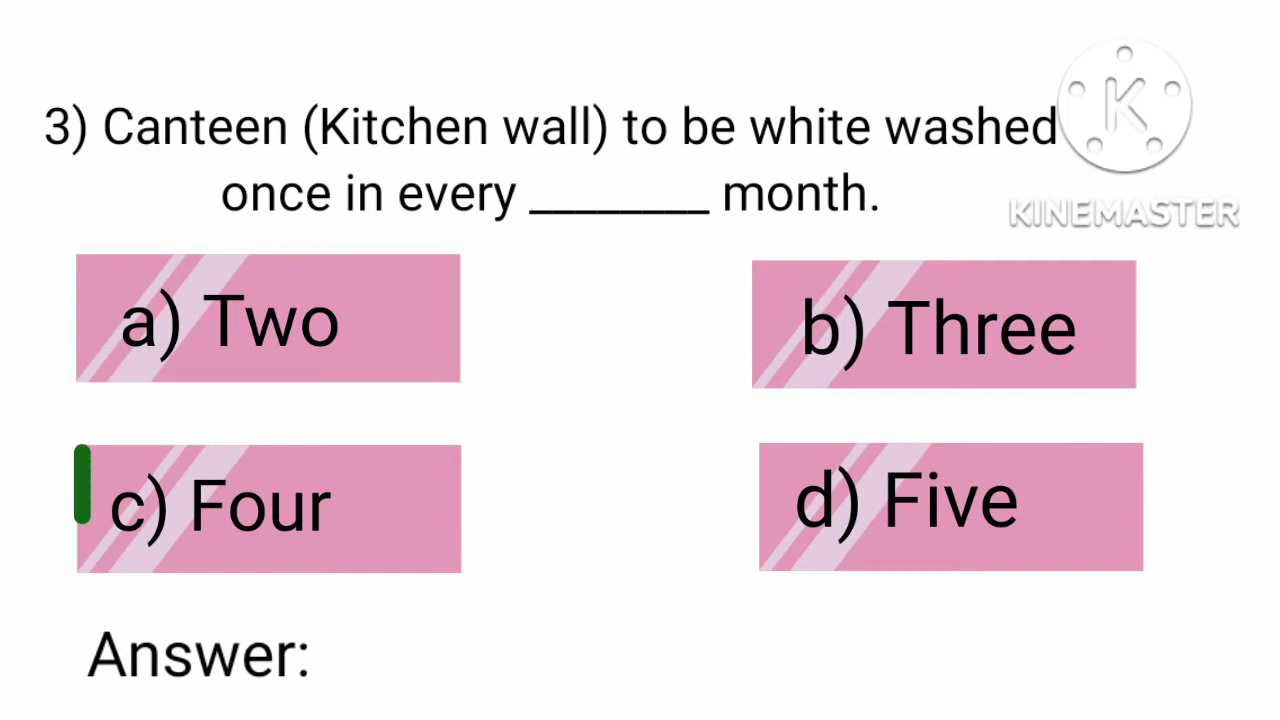 3) Canteen (Kitchen wall) to be white washed
once in every ________ month.
KINEMASTER
a) Two
b) Three
c) Four
d) Five
Answer: